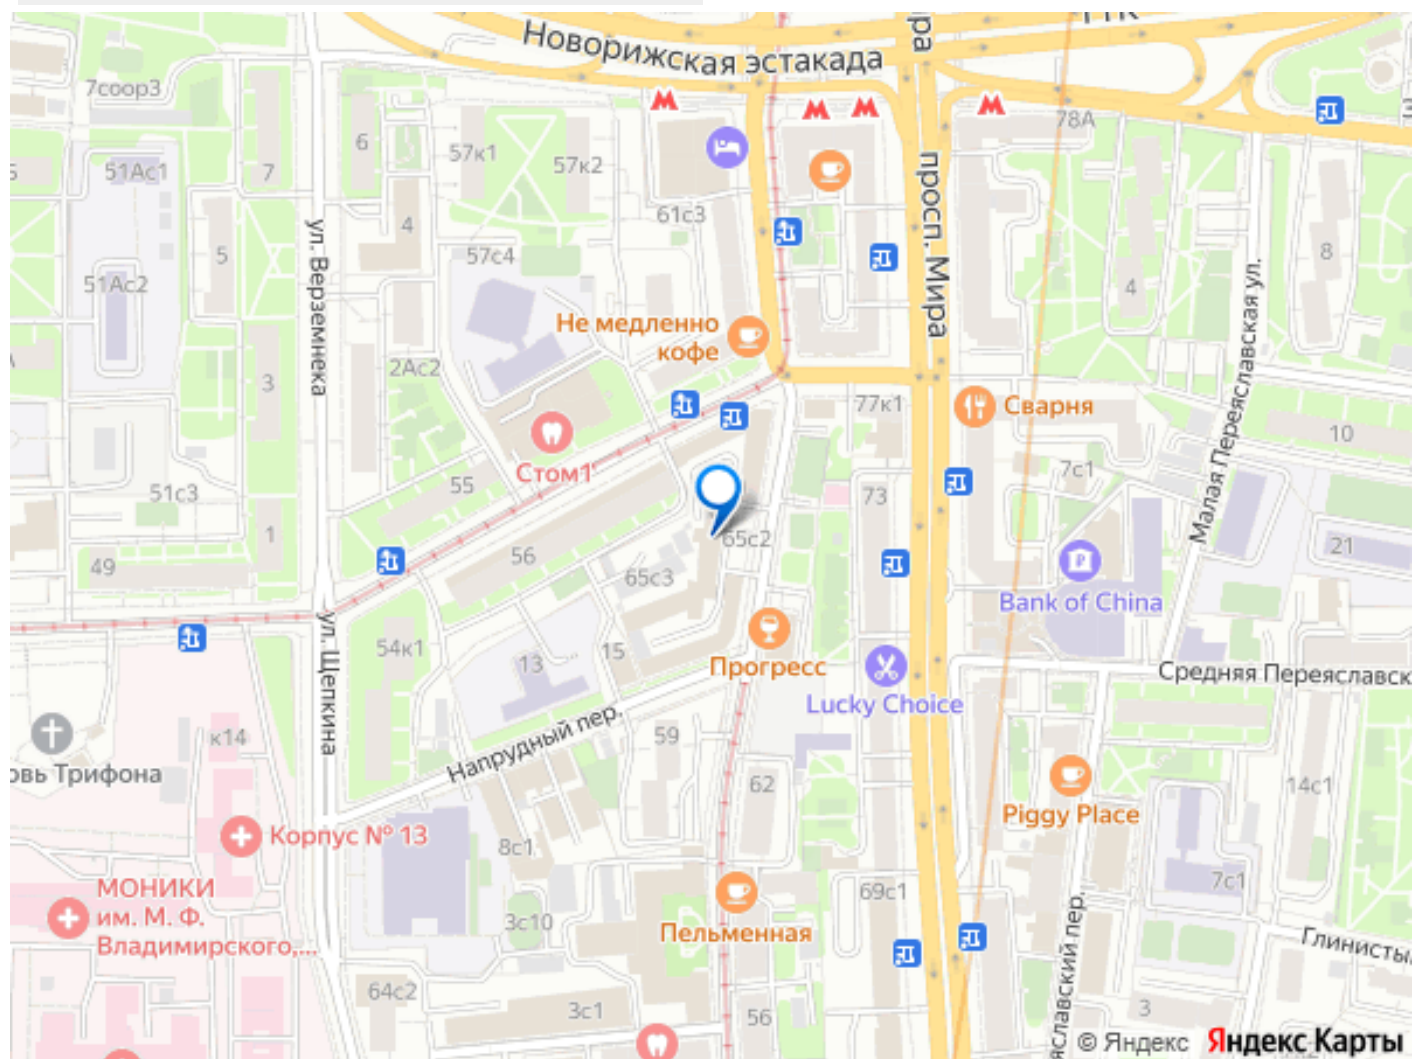 Новорижская эстакада
7соор3
78А
6
51Ас1
7
57к1
57к2
просп. Мира
61с3
4
5
57с4
8
51Ас2
ул. Верземнека
4
Не медленно
кофе
2Ас2
3
Малая Переяславская ул.
77к1
Сварня
10
Стом1
7с1
51с3
55
73
1
49
56
65с2
21
65с3
Bank of China
ул. Щепкина
54к1
13
15
Прогресс
Средняя Переяславск
Lucky Choice
Напрудный пер.
к14
59
овь Трифона
62
14с1
Piggy Place
Корпус № 13
8с1
МОНИКИ
им. М. Ф.
Владимирского,...
7с1
69с1
3с10
Пельменная
Глинисты
яславский пер.
64с2
3с1
56
3
© Яндекс
Яндекс Карты